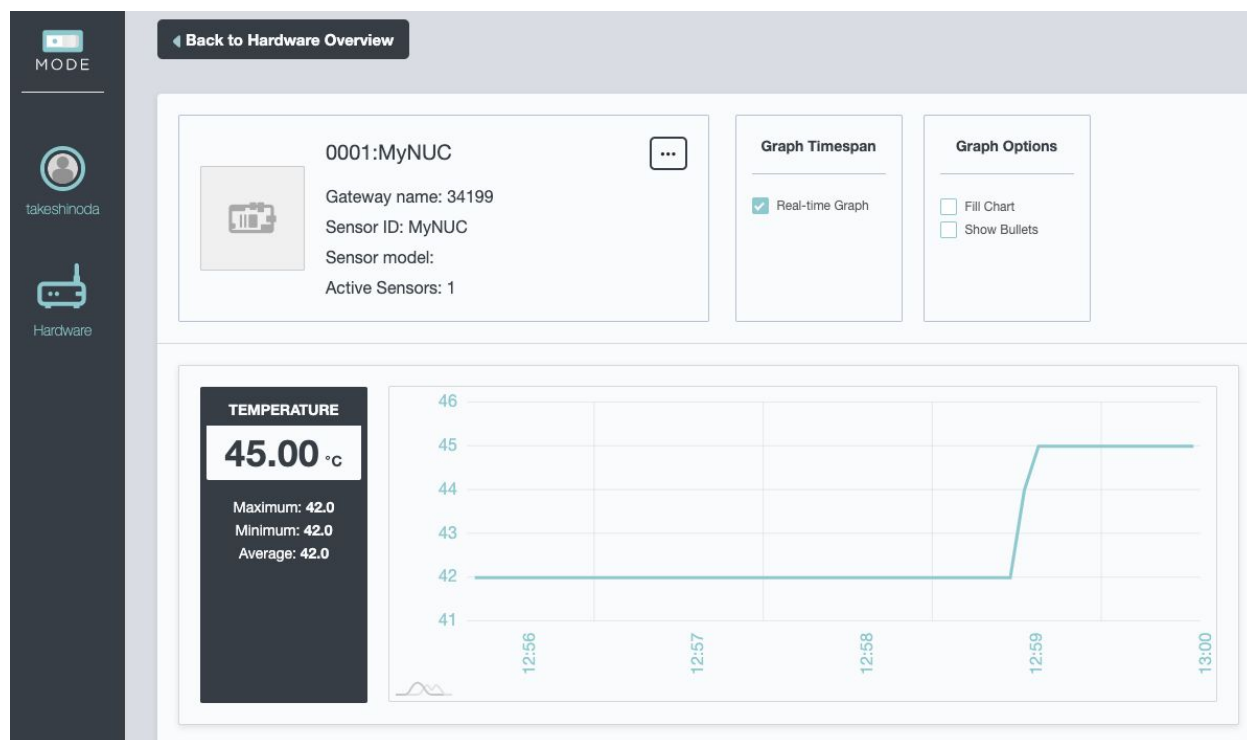 MODE
takeshinoda
Hardware
Back to Hardware Overview
0001:MyNUC
...
Gateway name: 34199
Sensor ID: MyNUC
Sensor model:
Active Sensors: 1
Graph Timespan
Real-time Graph
Graph Options
Fill Chart
Show Bullets
TEMPERATURE
45.00 °C
Maximum: 42.0
Minimum: 42.0
Average: 42.0
46
45
44
43
42
41
12:56
12:57
12:58
12:59
13:00